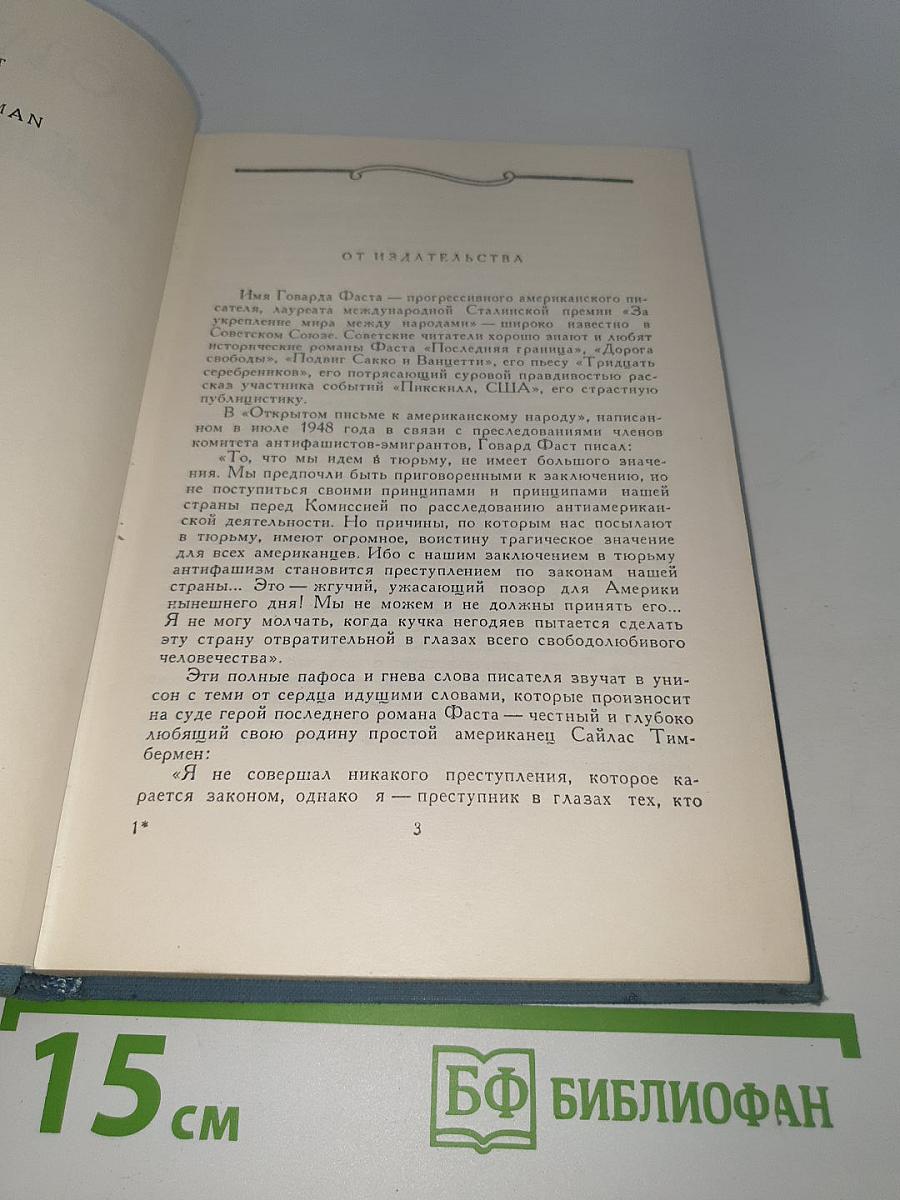 MAN
ОТ ИЗДАТЕЛЬСТВА
Имя Говарда Фаста — прогрессивного американского пи-
сателя, лауреата международной Сталинской премии «За
укрепление мира между народами» — широко известно в
Советском Союзе. Советские читатели хорошо знают и любят
исторические романы Фаста «Последняя граница», «Дорога
свободы», «Подвиг Сакко и Ванцетти», его пьесу «Тридцать
серебреников», его потрясающий суровой правдивостью рас-
сказ участника событий «Пикскилл, США», его страстную
публицистику.
В «Открытом письме к американскому народу», написан-
ном в июле 1948 года в связи с преследованиями членов
комитета антифашистов-эмигрантов, Говард Фаст писал:
«То, что мы идем в тюрьму, не имеет большого значе-
ния. Мы предпочли быть приговоренными к заключению, но
не поступиться своими принципами и принципами нашей
страны перед Комиссией по расследованию антиамерикан-
ской деятельности. Но причины, по которым нас посылают
в тюрьму, имеют огромное, воистину трагическое значение
для всех американцев. Ибо с нашим заключением в тюрьму
антифашизм становится преступлением по законам нашей
страны... Это — жгучий, ужасающий позор для Америки
нынешнего дня! Мы не можем и не должны принять его...
Я не могу молчать, когда кучка негодяев пытается сделать
эту страну отвратительной в глазах всего свободолюбивого
человечества».
Эти полные пафоса и гнева слова писателя звучат в уни-
сон с теми от сердца идущими словами, которые произносит
на суде герой последнего романа Фаста — честный и глубоко
любящий свою родину простой американец Сайлас Тим-
бермен:
«Я не совершал никакого преступления, которое ка-
рается законом, однако я — преступник в глазах тех, кто
1* 3
15 см БФ БИБЛИОФАН